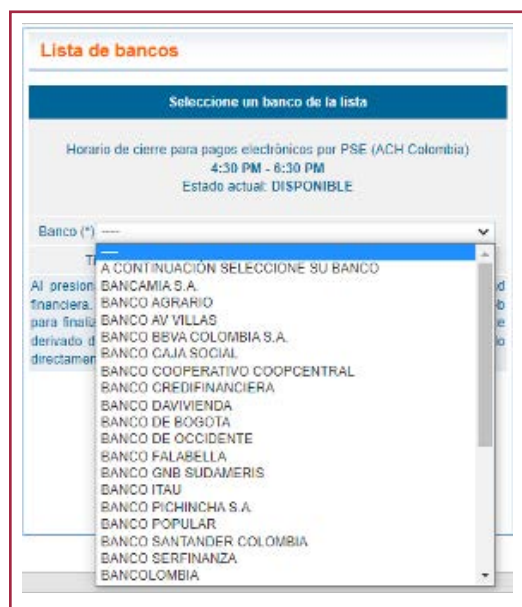 Lista de bancos
Seleccione un banco de la lista
Horario de cierre para pagos electrónicos por PSE (ACH Colombia)
4:30 PM - 6:30 PM
Estado actual: DISPONIBLE
Banco (*) ----
----
A CONTINUACIÓN SELECCIONE SU BANCO
Al presion
BANCAMIA S.A.
financiera.
BANCO AGRARIO
para finaliz
BANCO AV VILLAS
derivado d
BANCO BBVA COLOMBIA S.A.
directamen
BANCO CAJA SOCIAL
BANCO COOPERATIVO COOPCENTRAL
BANCO CREDIFINANCIERA
BANCO DAVIVIENDA
BANCO DE BOGOTA
BANCO DE OCCIDENTE
BANCO FALABELLA
BANCO GNB SUDAMERIS
BANCO ITAU
BANCO PICHINCHA S.A.
BANCO POPULAR
BANCO SANTANDER COLOMBIA
BANCO SERFINANZA
BANCOLOMBIA